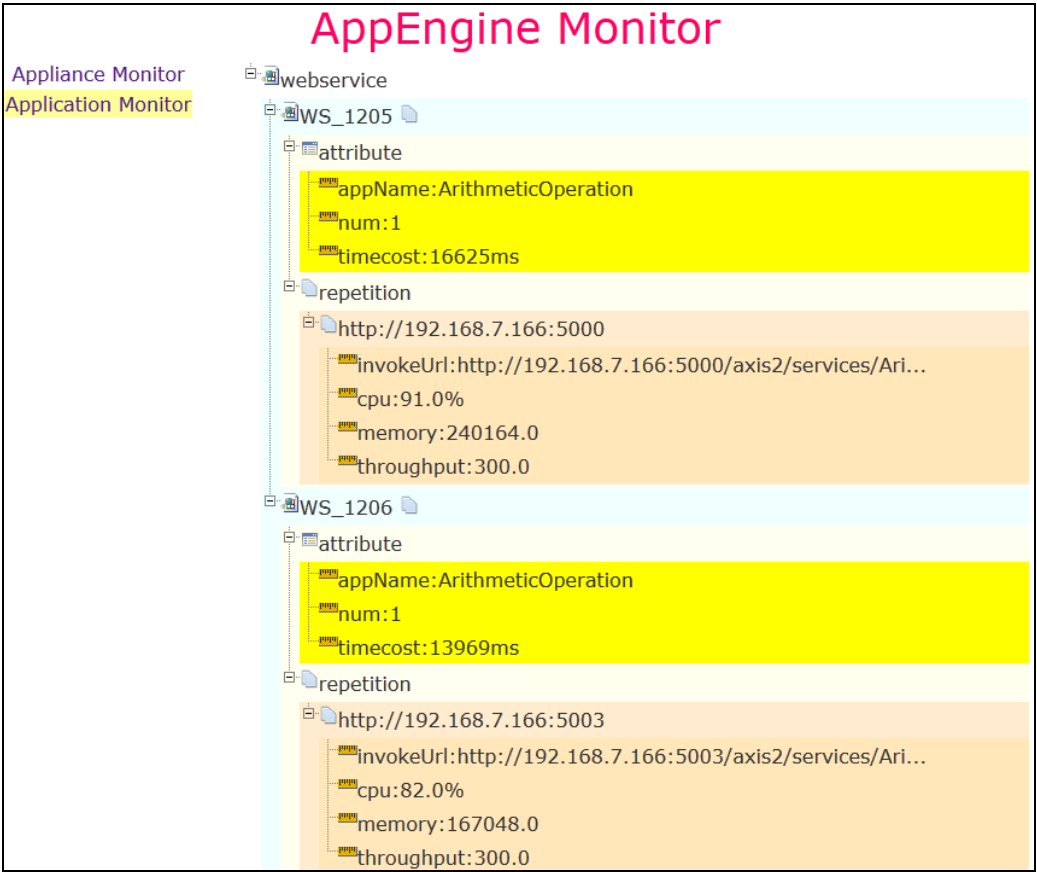 AppEngine Monitor
Appliance Monitor
Application Monitor
webservice
WS_1205
attribute
appName:ArithmeticOperation
num:1
timecost:16625ms
repetition
http://192.168.7.166:5000
invokeUrl:http://192.168.7.166:5000/axis2/services/Ari...
cpu:91.0%
memory:240164.0
throughput:300.0
WS_1206
attribute
appName:ArithmeticOperation
num:1
timecost:13969ms
repetition
http://192.168.7.166:5003
invokeUrl:http://192.168.7.166:5003/axis2/services/Ari...
cpu:82.0%
memory:167048.0
throughput:300.0